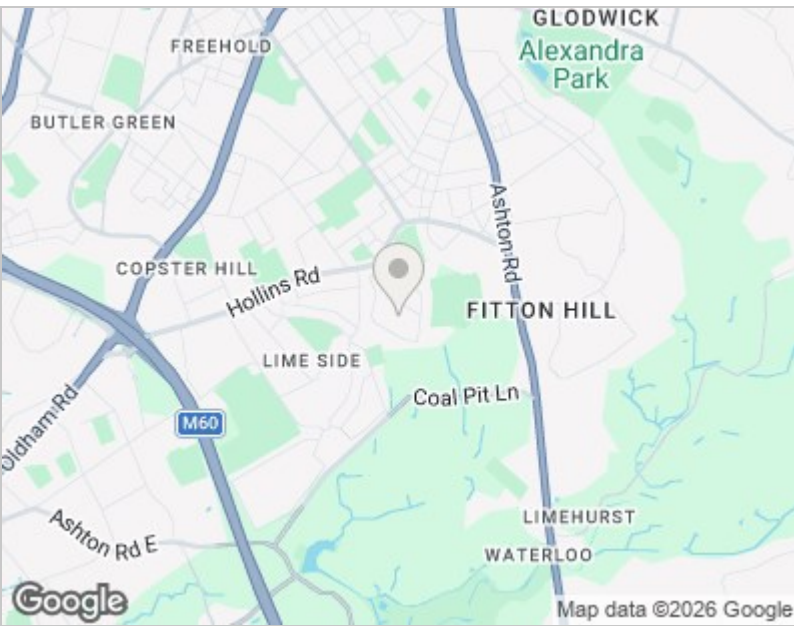 GLODWICK
FREEHOLD
Alexandra
Park
BUTLER GREEN
Ashton Rd
COPSTER HILL
Hollins Rd
FITTON HILL
LIME SIDE
Coal Pit Ln
Oldham Rd
M60
Ashton Rd E
LIMEHURST
WATERLOO
Google
Map data ©2026 Google